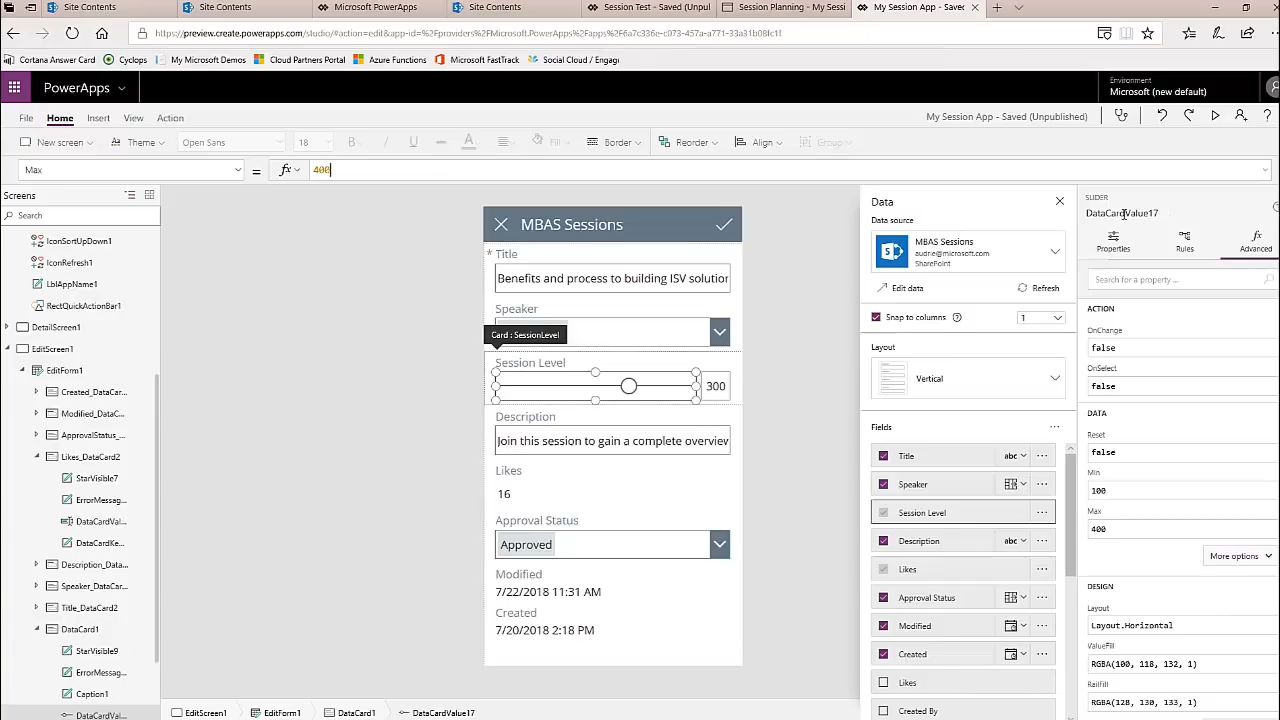 Site Contents
Site Contents
Microsoft PowerApps
Site Contents
Session Test - Saved (Unpul
Session Planning - My Sessi
My Session App - Saved
https://preview.create.powerapps.com/studio/#action=edit&app-id=%2Fproviders%2FMicrosoft.PowerApps%2Fapps%2F6a7c336e-c073-457a-a771-33a31b08fc1f
Cortana Answer Card
Cyclops
My Microsoft Demos
Cloud Partners Portal
Azure Functions
Microsoft FastTrack
Social Cloud / Engag
PowerApps
Environment
Microsoft (new default)
File
Home
Insert
View
Action
My Session App - Saved (Unpublished)
New screen
Theme
Open Sans
18
B
I
U
A
Fill
Border
Reorder
Align
Group
Max
=
fx
400
Screens
Search
IconSortUpDown1
IconRefresh1
LblAppName1
RectQuickActionBar1
DetailScreen1
EditScreen1
EditForm1
Created_DataCar...
Modified_DataC...
ApprovalStatus_...
Likes_DataCard2
StarVisible7
ErrorMessag...
DataCardVal...
DataCardKe...
Description_Data...
Speaker_DataCar...
Title_DataCard2
DataCard1
StarVisible9
ErrorMessag...
Caption1
DataCardVal...
MBAS Sessions
* Title
Benefits and process to building ISV solution
Speaker
Card : SessionLevel
Session Level
300
Description
Join this session to gain a complete overview
Likes
16
Approval Status
Approved
Modified
7/22/2018 11:31 AM
Created
7/20/2018 2:18 PM
EditScreen1
EditForm1
DataCard1
DataCardValue17
Data
Data source
MBAS Sessions
audrie@microsoft.com
SharePoint
Edit data
Refresh
Snap to columns
1
Layout
Vertical
Fields
Title
abc
Speaker
Session Level
Description
abc
Likes
Approval Status
Modified
Created
Likes
Created By
SLIDER
DataCardValue17
Properties
Rules
Advanced
Search for a property ...
ACTION
OnChange
false
OnSelect
false
DATA
Reset
false
Min
100
Max
400
More options
DESIGN
Layout
Layout.Horizontal
ValueFill
RGBA(100, 118, 132, 1)
RailFill
RGBA(128, 130, 133, 1)